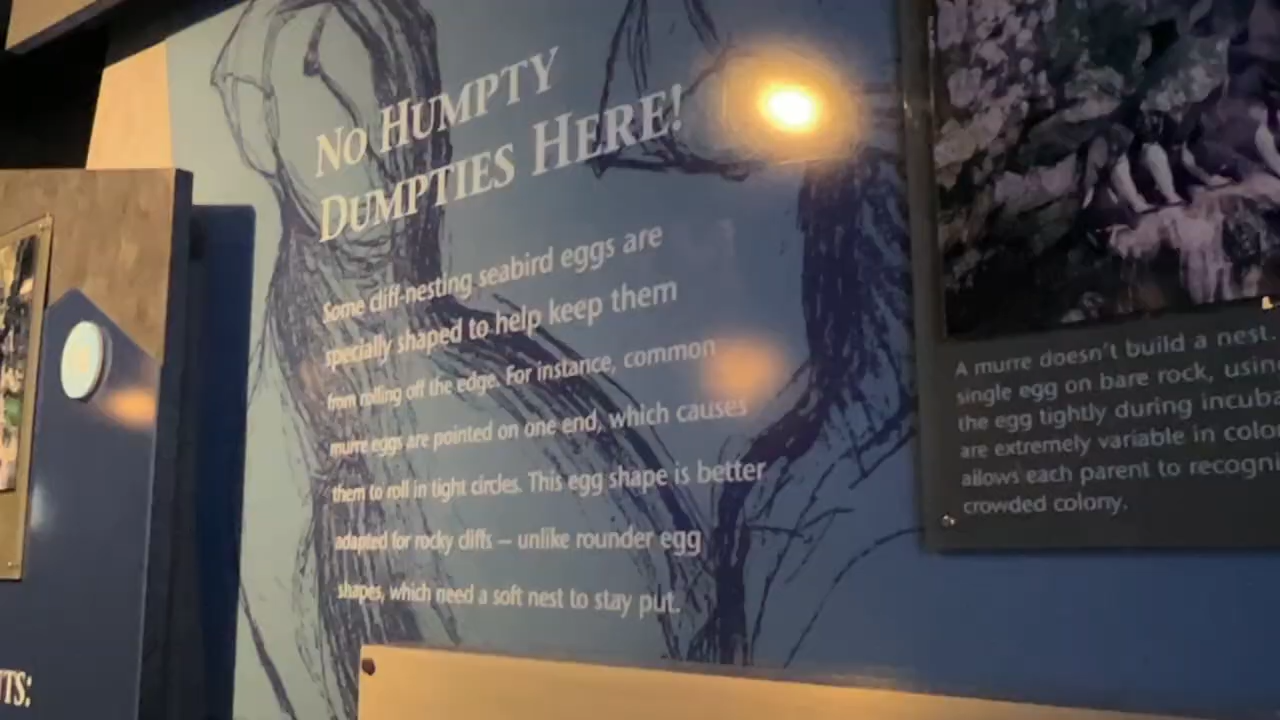 No Humpty
Dumpties Here!
Some cliff-nesting seabird eggs are
specially shaped to help keep them
from rolling off the edge. For instance, common
murre eggs are pointed on one end, which causes
them to roll in tight circles. This egg shape is better
adapted for rocky cliffs – unlike rounder egg
shapes, which need a soft nest to stay put.
A murre doesn't build a nest.
single egg on bare rock,
the egg tightly during
are extremely variable in
allows each parent to
crowded colony.